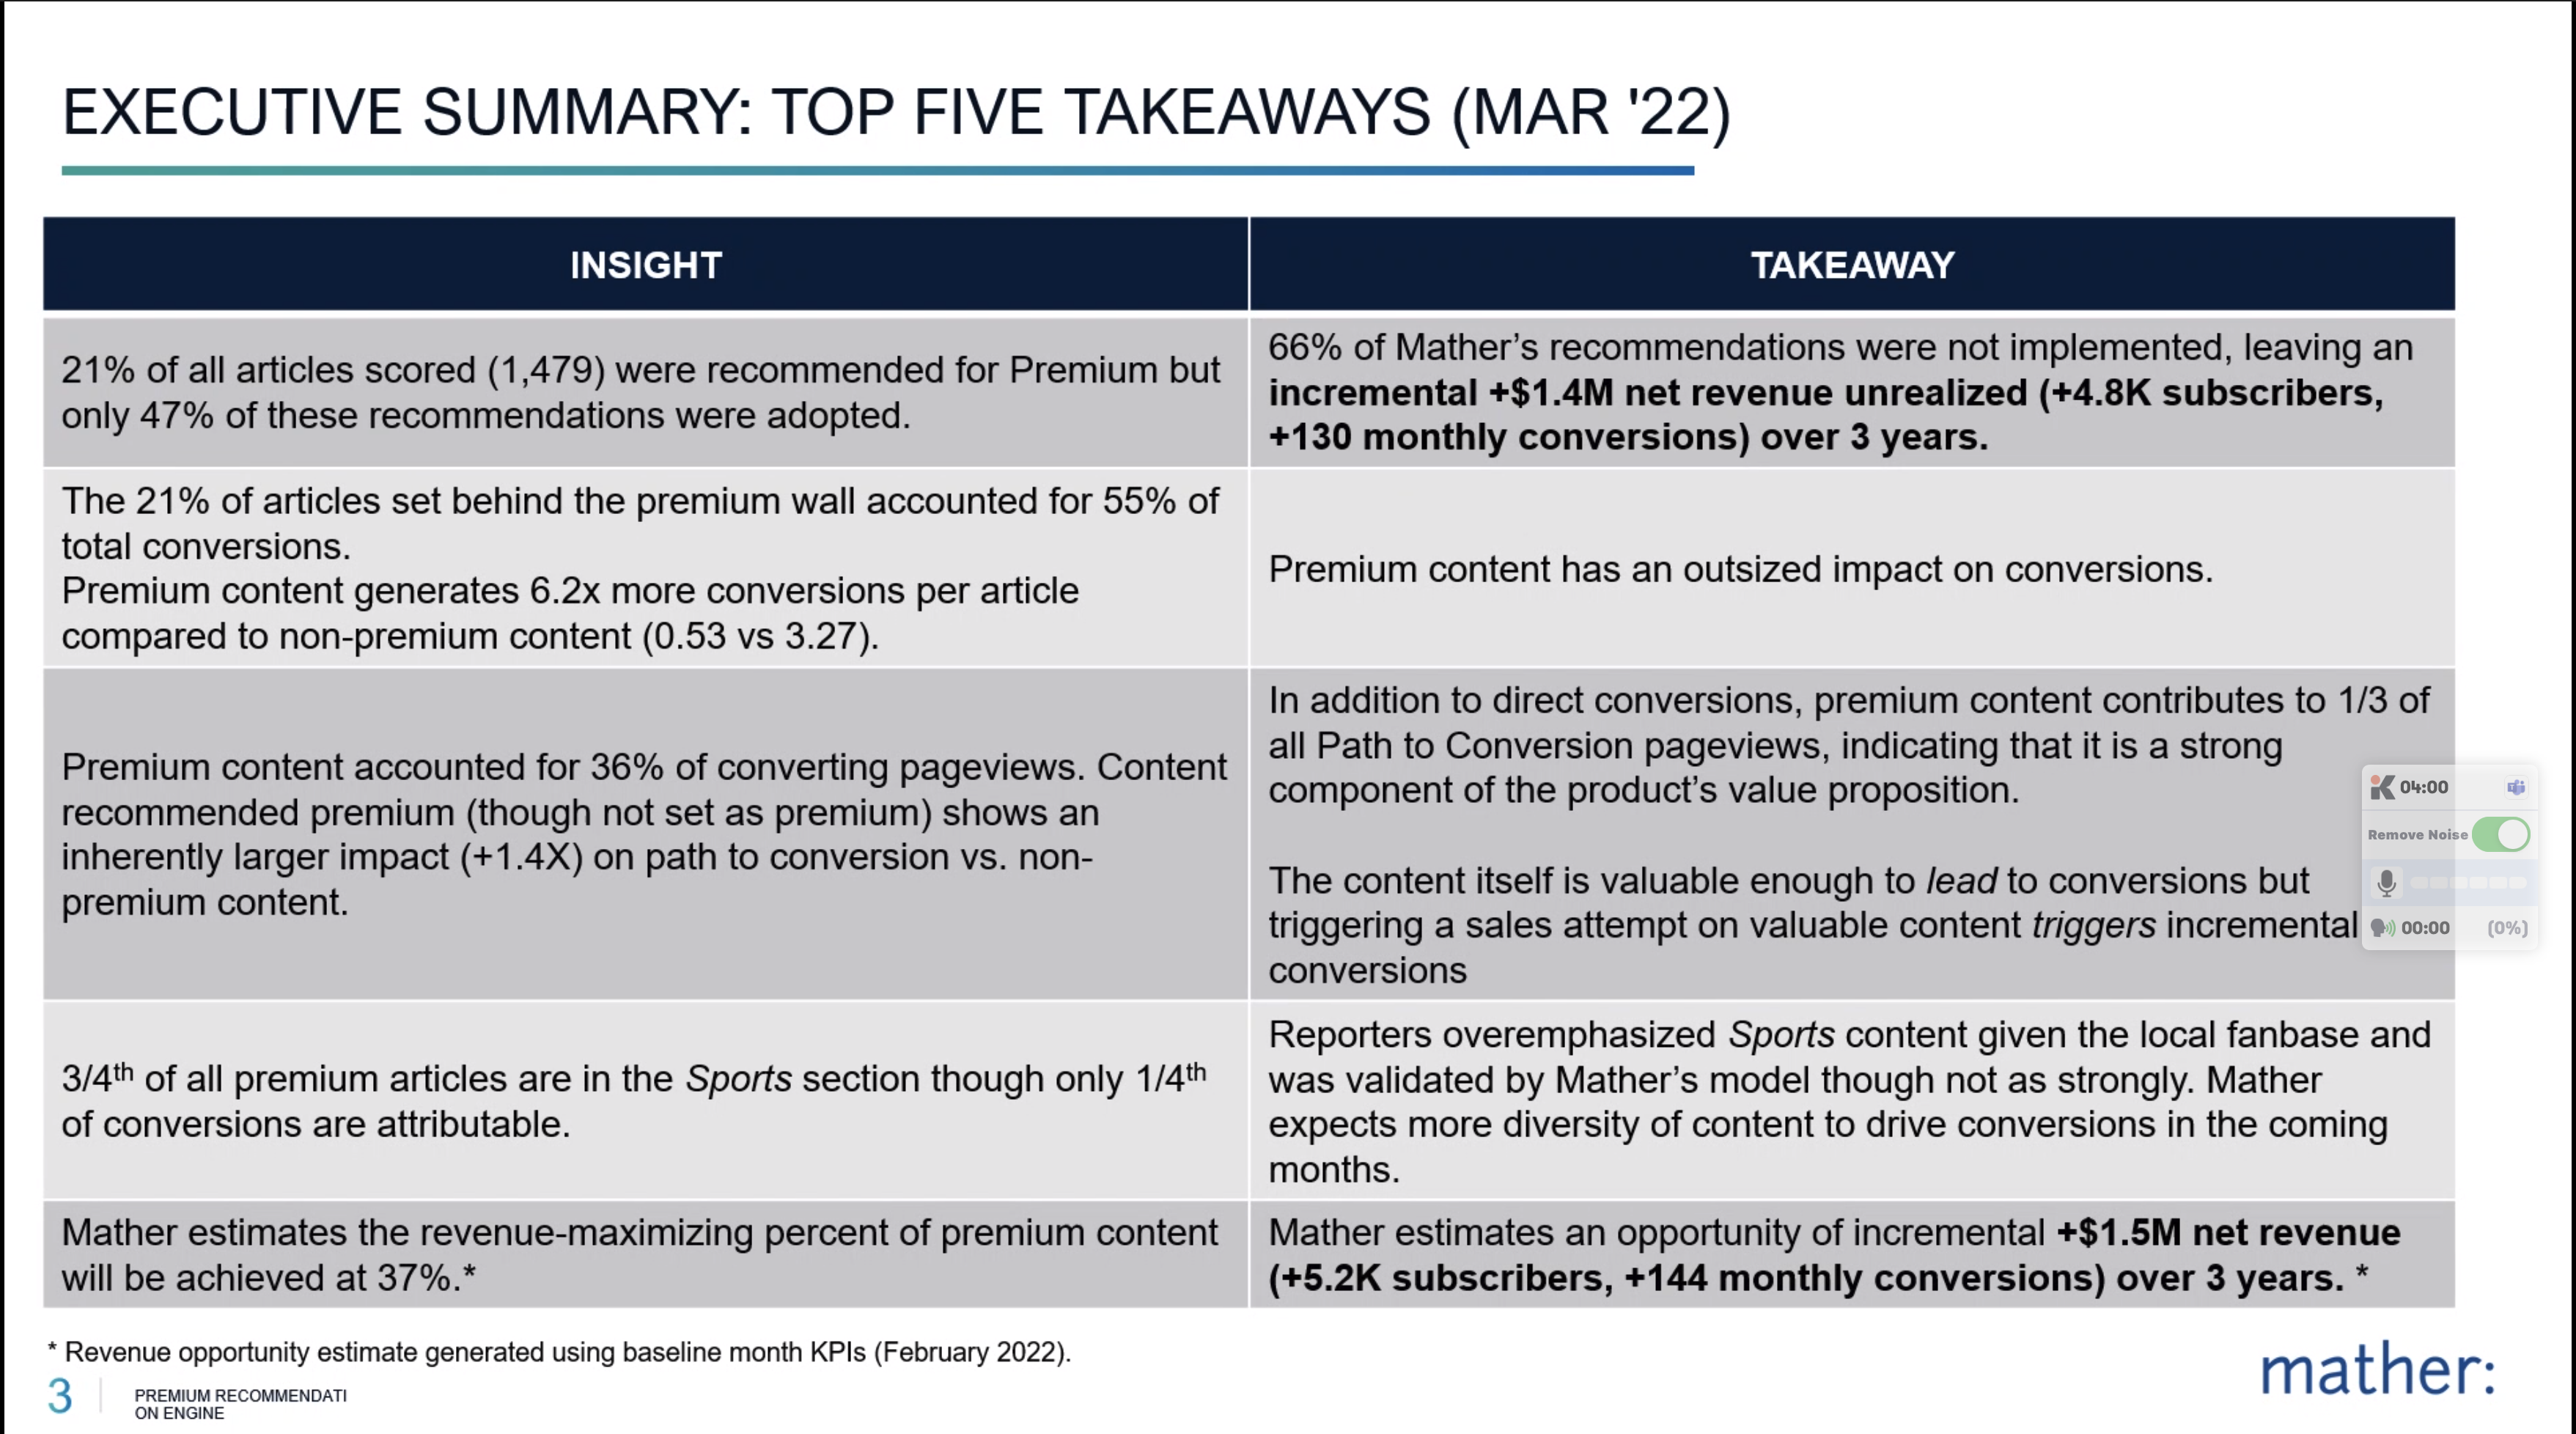 EXECUTIVE SUMMARY: TOP FIVE TAKEAWAYS (MAR '22)
INSIGHT
TAKEAWAY
21% of all articles scored (1,479) were recommended for Premium but
only 47% of these recommendations were adopted.
66% of Mather’s recommendations were not implemented, leaving an
incremental +$1.4M net revenue unrealized (+4.8K subscribers,
+130 monthly conversions) over 3 years.
The 21% of articles set behind the premium wall accounted for 55% of
total conversions.
Premium content generates 6.2x more conversions per article
compared to non-premium content (0.53 vs 3.27).
Premium content has an outsized impact on conversions.
Premium content accounted for 36% of converting pageviews. Content
recommended premium (though not set as premium) shows an
inherently larger impact (+1.4X) on path to conversion vs. non-
premium content.
In addition to direct conversions, premium content contributes to 1/3 of
all Path to Conversion pageviews, indicating that it is a strong
component of the product’s value proposition.
The content itself is valuable enough to lead to conversions but
triggering a sales attempt on valuable content triggers incremental
conversions
3/4th of all premium articles are in the Sports section though only 1/4th
of conversions are attributable.
Reporters overemphasized Sports content given the local fanbase and
was validated by Mather’s model though not as strongly. Mather
expects more diversity of content to drive conversions in the coming
months.
Mather estimates the revenue-maximizing percent of premium content
will be achieved at 37%.*
Mather estimates an opportunity of incremental +$1.5M net revenue
(+5.2K subscribers, +144 monthly conversions) over 3 years. *
* Revenue opportunity estimate generated using baseline month KPIs (February 2022).
3
PREMIUM RECOMMENDATI
ON ENGINE
mather:
04:00
Remove Noise
00:00 (0%)